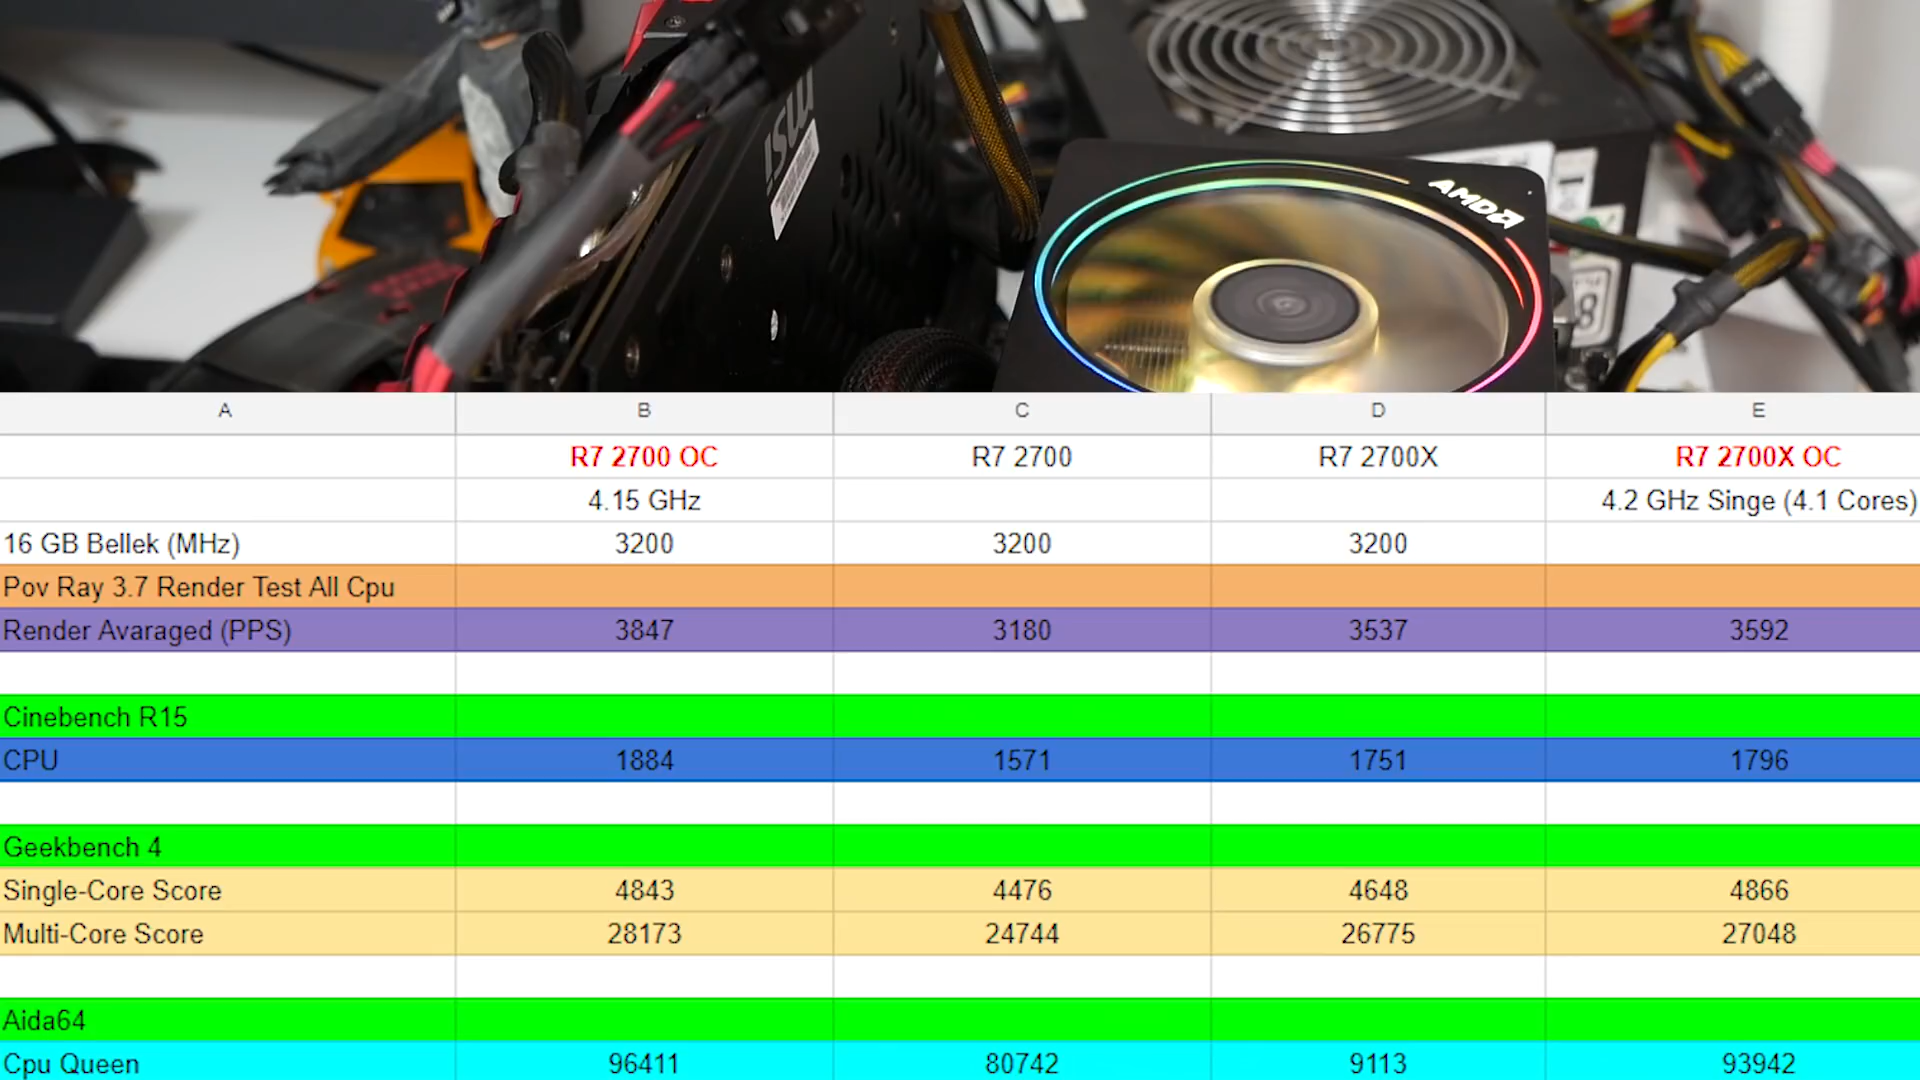 msi
AMD
A B C D E
R7 2700 OC R7 2700 R7 2700X R7 2700X OC
4.15 GHz 4.2 GHz Singe (4.1 Cores)
16 GB Bellek (MHz) 3200 3200 3200
Pov Ray 3.7 Render Test All Cpu
Render Avaraged (PPS) 3847 3180 3537 3592
Cinebench R15
CPU 1884 1571 1751 1796
Geekbench 4
Single-Core Score 4843 4476 4648 4866
Multi-Core Score 28173 24744 26775 27048
Aida64
Cpu Queen 96411 80742 9113 93942